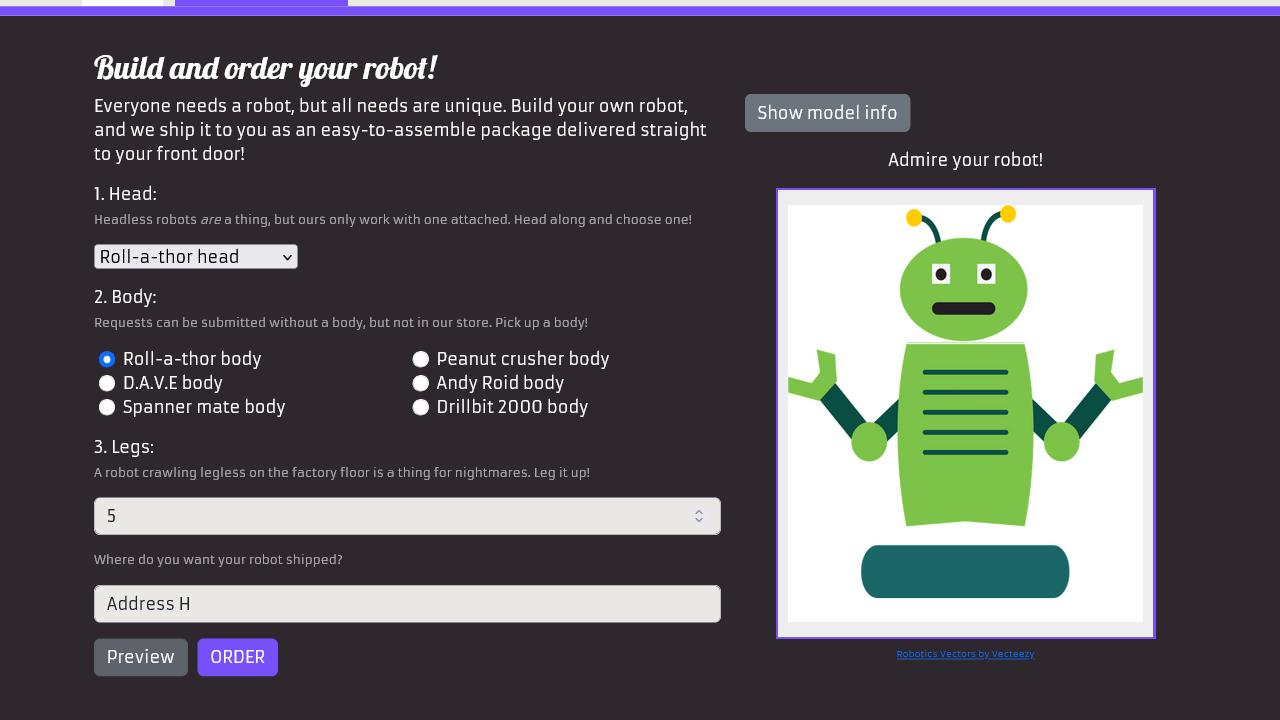 Build and order your robot!
Everyone needs a robot, but all needs are unique. Build your own robot,
and we ship it to you as an easy-to-assemble package delivered straight
to your front door!
1. Head:
Headless robots are a thing, but ours only work with one attached. Head along and choose one!
Roll-a-thor head
2. Body:
Requests can be submitted without a body, but not in our store. Pick up a body!
Roll-a-thor body
Peanut crusher body
D.A.V.E body
Andy Roid body
Spanner mate body
Drillbit 2000 body
3. Legs:
A robot crawling legless on the factory floor is a thing for nightmares. Leg it up!
5
Where do you want your robot shipped?
Address H
Preview
ORDER
Show model info
Admire your robot!
Robotics Vectors by Vecteezy